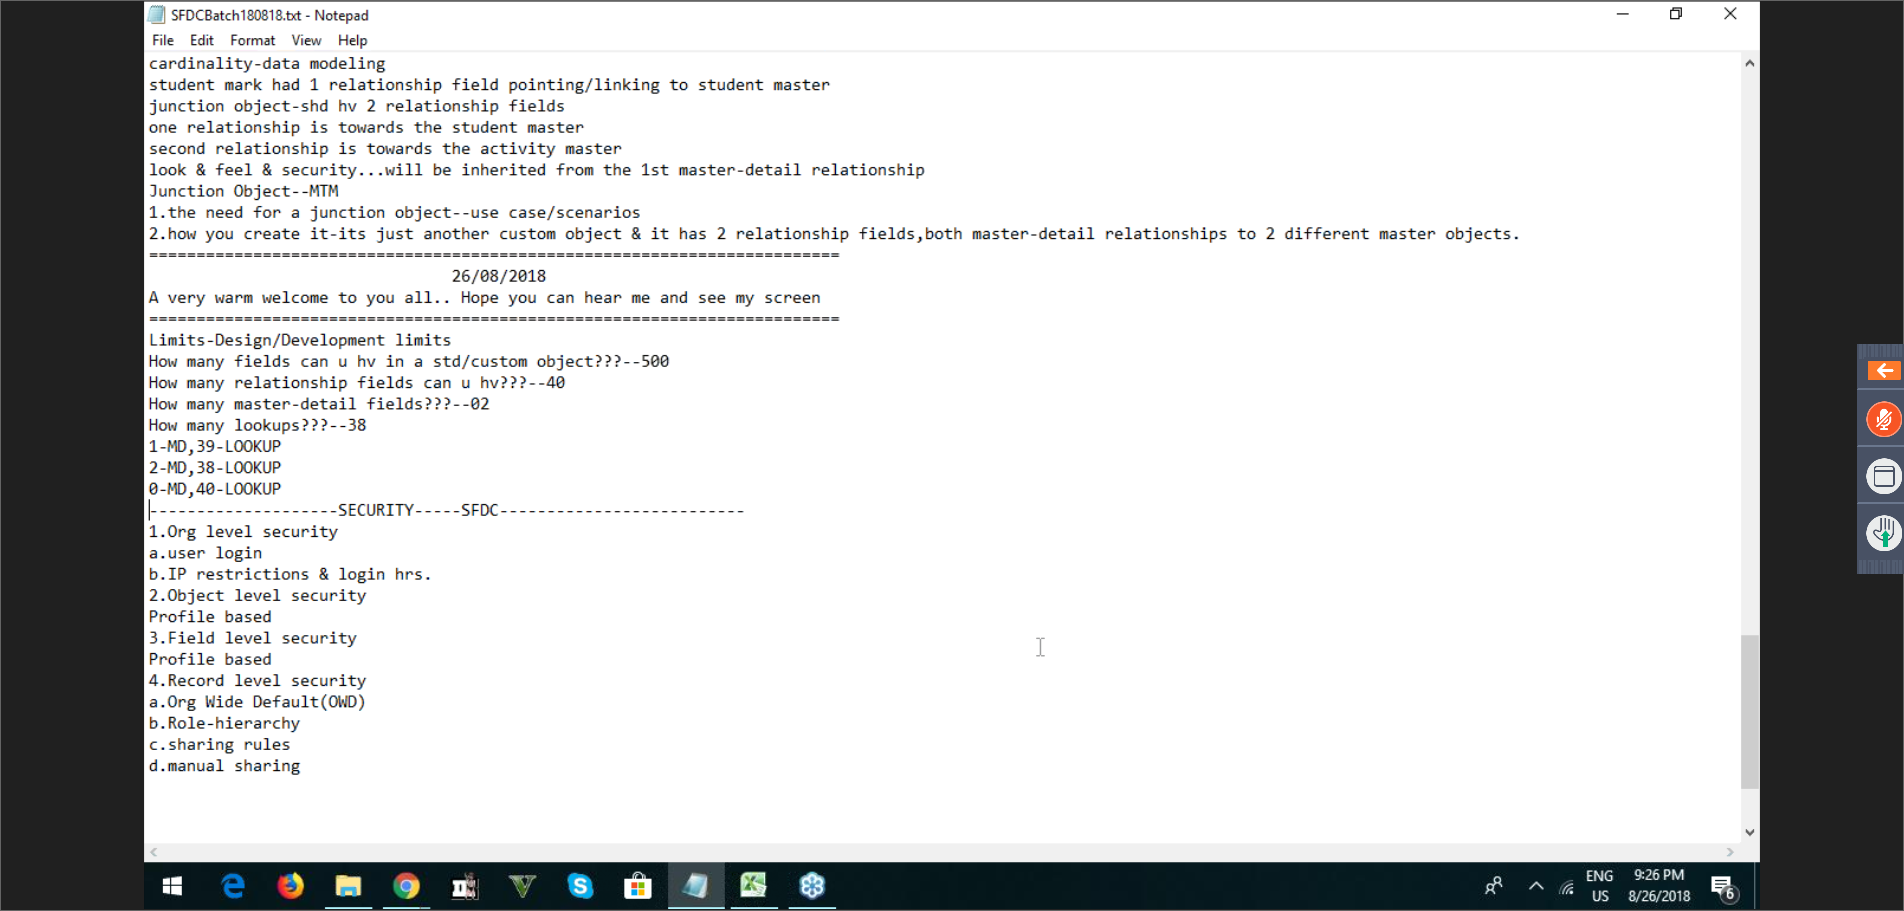 SFDCBatch180818.txt - Notepad
File Edit Format View Help
cardinality-data modeling
student mark had 1 relationship field pointing/linking to student master
junction object-shd hv 2 relationship fields
one relationship is towards the student master
second relationship is towards the activity master
look & feel & security...will be inherited from the 1st master-detail relationship
Junction Object--MTM
1.the need for a junction object--use case/scenarios
2.how you create it-its just another custom object & it has 2 relationship fields,both master-detail relationships to 2 different master objects.
=========================================================================
26/08/2018
A very warm welcome to you all.. Hope you can hear me and see my screen
=========================================================================
Limits-Design/Development limits
How many fields can u hv in a std/custom object???--500
How many relationship fields can u hv???--40
How many master-detail fields???--02
How many lookups???--38
1-MD,39-LOOKUP
2-MD,38-LOOKUP
0-MD,40-LOOKUP
--------------------SECURITY-----SFDC--------------------------
1.Org level security
a.user login
b.IP restrictions & login hrs.
2.Object level security
Profile based
3.Field level security
Profile based
4.Record level security
a.Org Wide Default(OWD)
b.Role-hierarchy
c.sharing rules
d.manual sharing
ENG 9:26 PM
US 8/26/2018 6